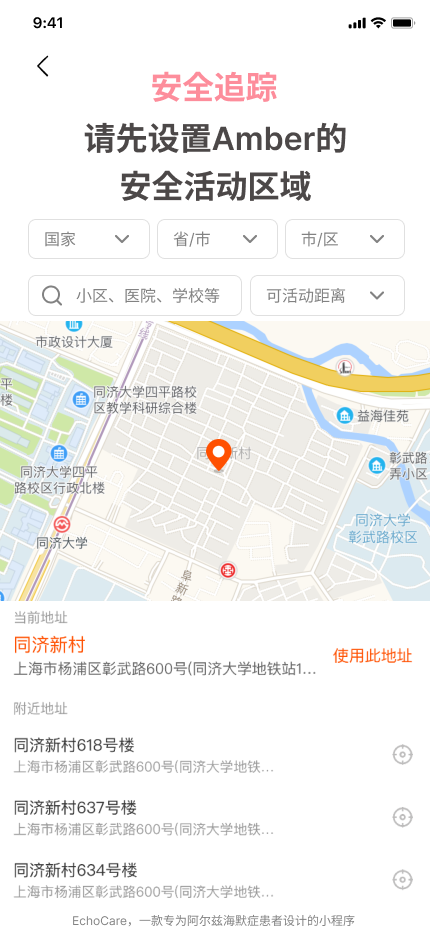 9:41
安全追踪
请先设置Amber的
安全活动区域
国家
省/市
市/区
小区、医院、学校等
可活动距离
号线
市政设计大厦
平
楼
同济大学四平路校
区教学科研综合楼
益海佳苑
同济新村
彰武路
弄小区
同济大学四平
路校区行政北楼
同济大学
彰武路校区
同济大学
阜新路
当前地址
同济新村
上海市杨浦区彰武路600号(同济大学地铁站1...
使用此地址
附近地址
同济新村618号楼
上海市杨浦区彰武路600号(同济大学地铁...
同济新村637号楼
上海市杨浦区彰武路600号(同济大学地铁...
同济新村634号楼
上海市杨浦区彰武路600号(同济大学地铁...
EchoCare，一款专为阿尔兹海默症患者设计的小程序